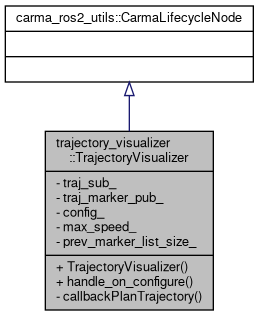 carma_ros2_utils::CarmaLifecycleNode
trajectory_visualizer
::TrajectoryVisualizer
- traj_sub_
- traj_marker_pub_
- config_
- max_speed_
- prev_marker_list_size_
+ TrajectoryVisualizer()
+ handle_on_configure()
- callbackPlanTrajectory()